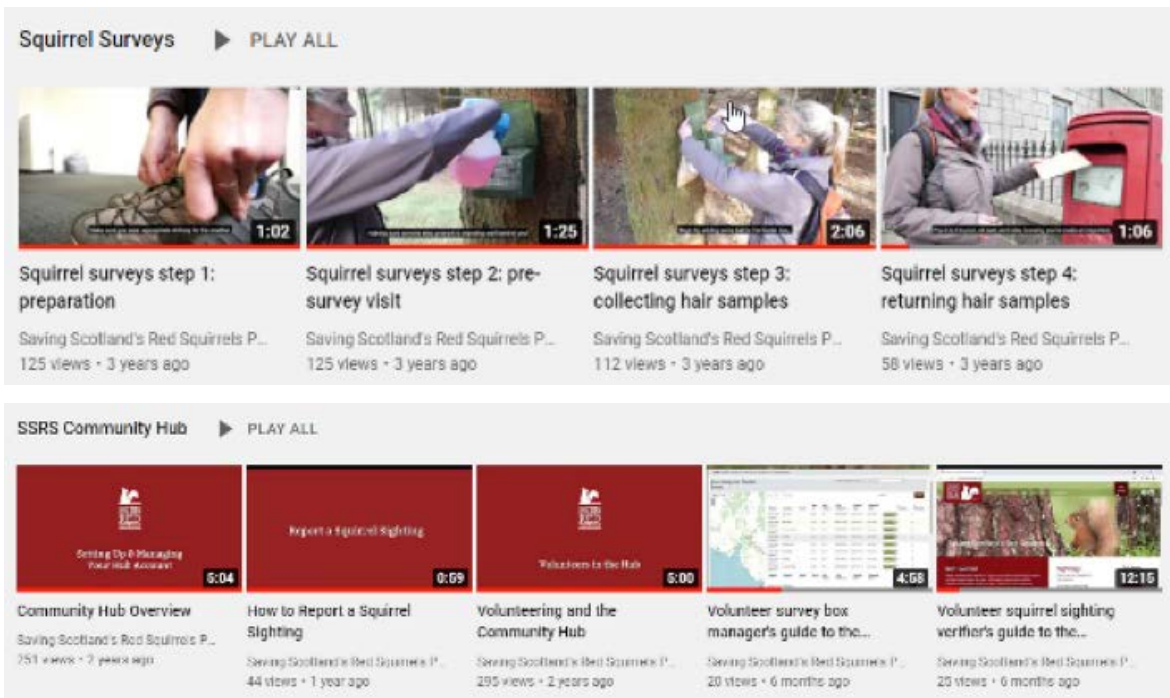 Squirrel Surveys PLAY ALL
1:02
1:25
2:06
1:06
Squirrel surveys step 1:
preparation
Saving Scotland's Red Squirrels P...
125 views • 3 years ago
Squirrel surveys step 2: pre-
survey visit
Saving Scotland's Red Squirrels P...
125 views • 3 years ago
Squirrel surveys step 3:
collecting hair samples
Saving Scotland's Red Squirrels P...
112 views • 3 years ago
Squirrel surveys step 4:
returning hair samples
Saving Scotland's Red Squirrels P...
58 views • 3 years ago
SSRS Community Hub PLAY ALL
Setting Up & Managing
Your Hub Account
5:04
Report a Squirrel Sighting
0:59
Volunteers in the Hub
5:00
4:58
12:15
Community Hub Overview
Saving Scotland's Red Squirrels P...
251 views • 2 years ago
How to Report a Squirrel
Sighting
Saving Scotland's Red Squirrels P...
44 views • 1 year ago
Volunteering and the
Community Hub
Saving Scotland's Red Squirrels P...
295 views • 2 years ago
Volunteer survey box
manager's guide to the...
Saving Scotland's Red Squirrels P...
20 views • 6 months ago
Volunteer squirrel sighting
verifier's guide to the...
Saving Scotland's Red Squirrels P...
25 views • 6 months ago